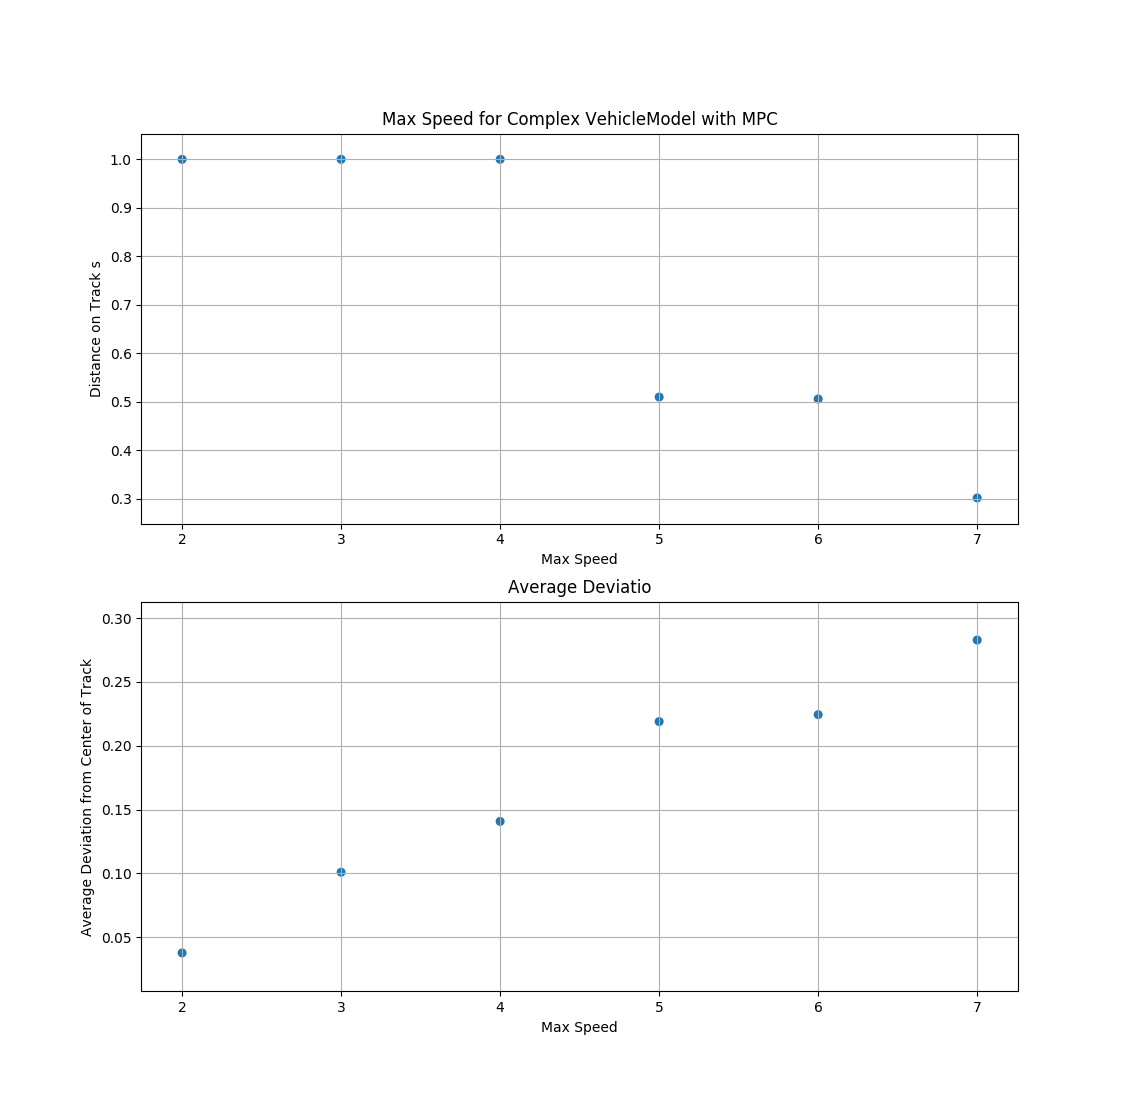 Max Speed for Complex VehicleModel with MPC
Distance on Track s
1.0
0.9
0.8
0.7
0.6
0.5
0.4
0.3
2 3 4 5 6 7
Max Speed
Average Deviatio
Average Deviation from Center of Track
0.30
0.25
0.20
0.15
0.10
0.05
2 3 4 5 6 7
Max Speed